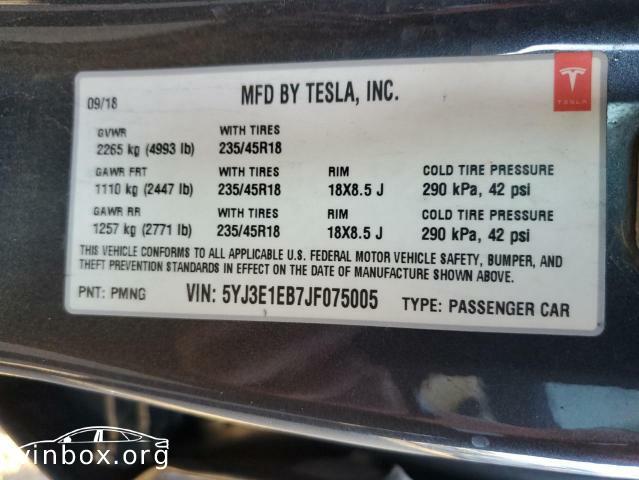 09/18 MFD BY TESLA, INC.
TESLA
GVWR WITH TIRES
2265 kg (4993 lb) 235/45R18
GAWR FRT WITH TIRES RIM COLD TIRE PRESSURE
1110 kg (2447 lb) 235/45R18 18X8.5 J 290 kPa, 42 psi
GAWR RR WITH TIRES RIM COLD TIRE PRESSURE
1257 kg (2771 lb) 235/45R18 18X8.5 J 290 kPa, 42 psi
THIS VEHICLE CONFORMS TO ALL APPLICABLE U.S. FEDERAL MOTOR VEHICLE SAFETY, BUMPER, AND
THEFT PREVENTION STANDARDS IN EFFECT ON THE DATE OF MANUFACTURE SHOWN ABOVE.
PNT: PMNG VIN: 5YJ3E1EB7JF075005 TYPE: PASSENGER CAR
vinbox.org